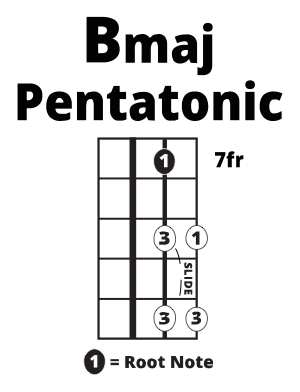 Bmaj
Pentatonic
1 7fr
3 1
SLIDE
3 3
1 = Root Note